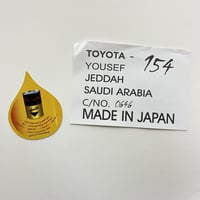 TOYOTA - 154
YOUSEF
JEDDAH
SAUDI ARABIA
C/NO. 0646
MADE IN JAPAN